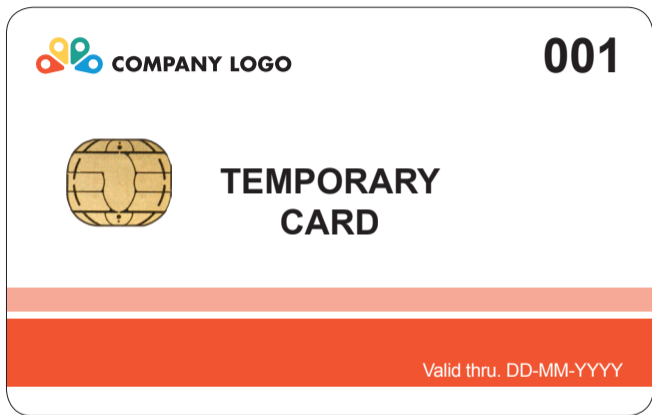 COMPANY LOGO
001
TEMPORARY
CARD
Valid thru. DD-MM-YYYY